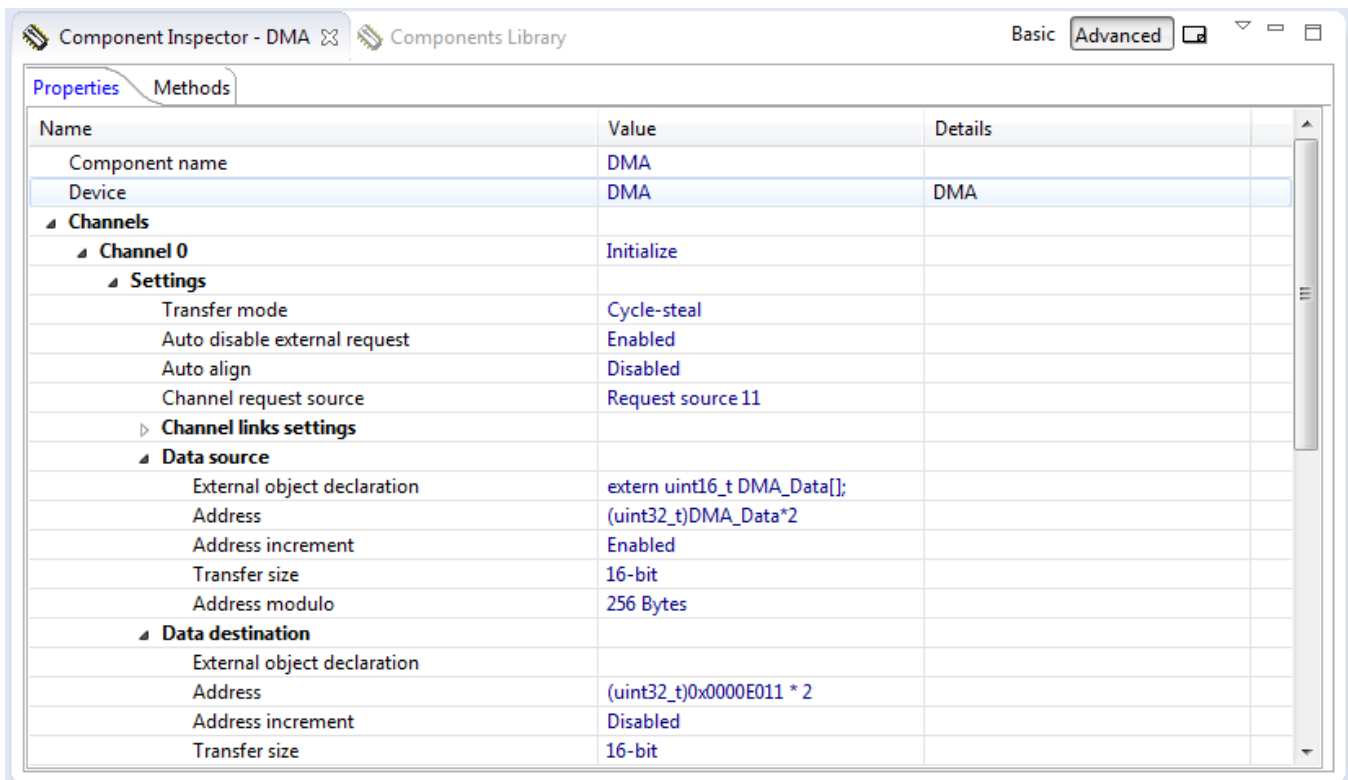 Component Inspector - DMA Components Library Basic Advanced
Properties Methods
Name Value Details
Component name DMA
Device DMA DMA
Channels
Channel 0 Initialize
Settings
Transfer mode Cycle-steal
Auto disable external request Enabled
Auto align Disabled
Channel request source Request source 11
Channel links settings
Data source
External object declaration extern uint16_t DMA_Data[];
Address (uint32_t)DMA_Data*2
Address increment Enabled
Transfer size 16-bit
Address modulo 256 Bytes
Data destination
External object declaration
Address (uint32_t)0x0000E011 * 2
Address increment Disabled
Transfer size 16-bit